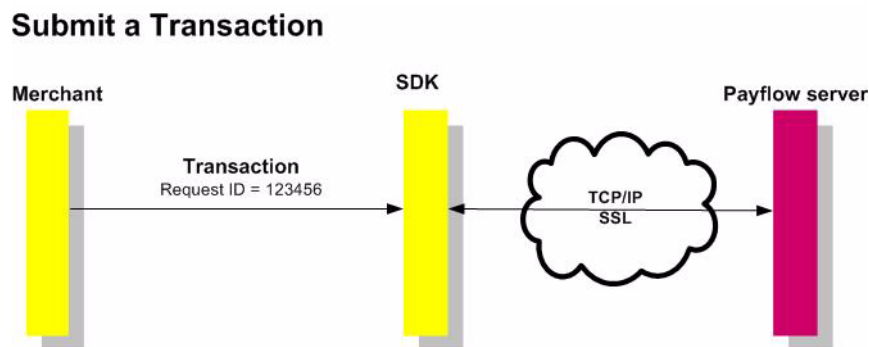 Submit a Transaction
SDK
Merchant
Payflow server
Transaction
Request ID = 123456
TCP/IP
SSL